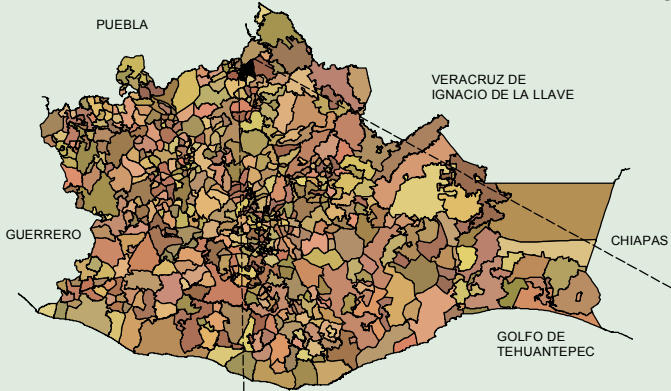 PUEBLA
VERACRUZ DE
IGNACIO DE LA LLAVE
GUERRERO
CHIAPAS
GOLFO DE
TEHUANTEPEC